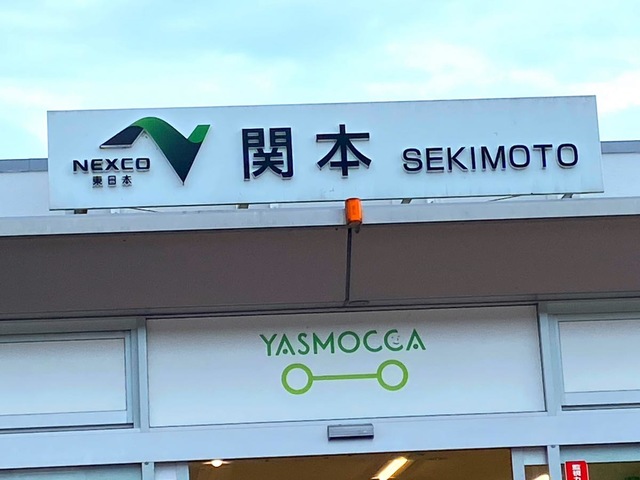 NEXCO
東日本
関本 SEKIMOTO
YASMOCCA